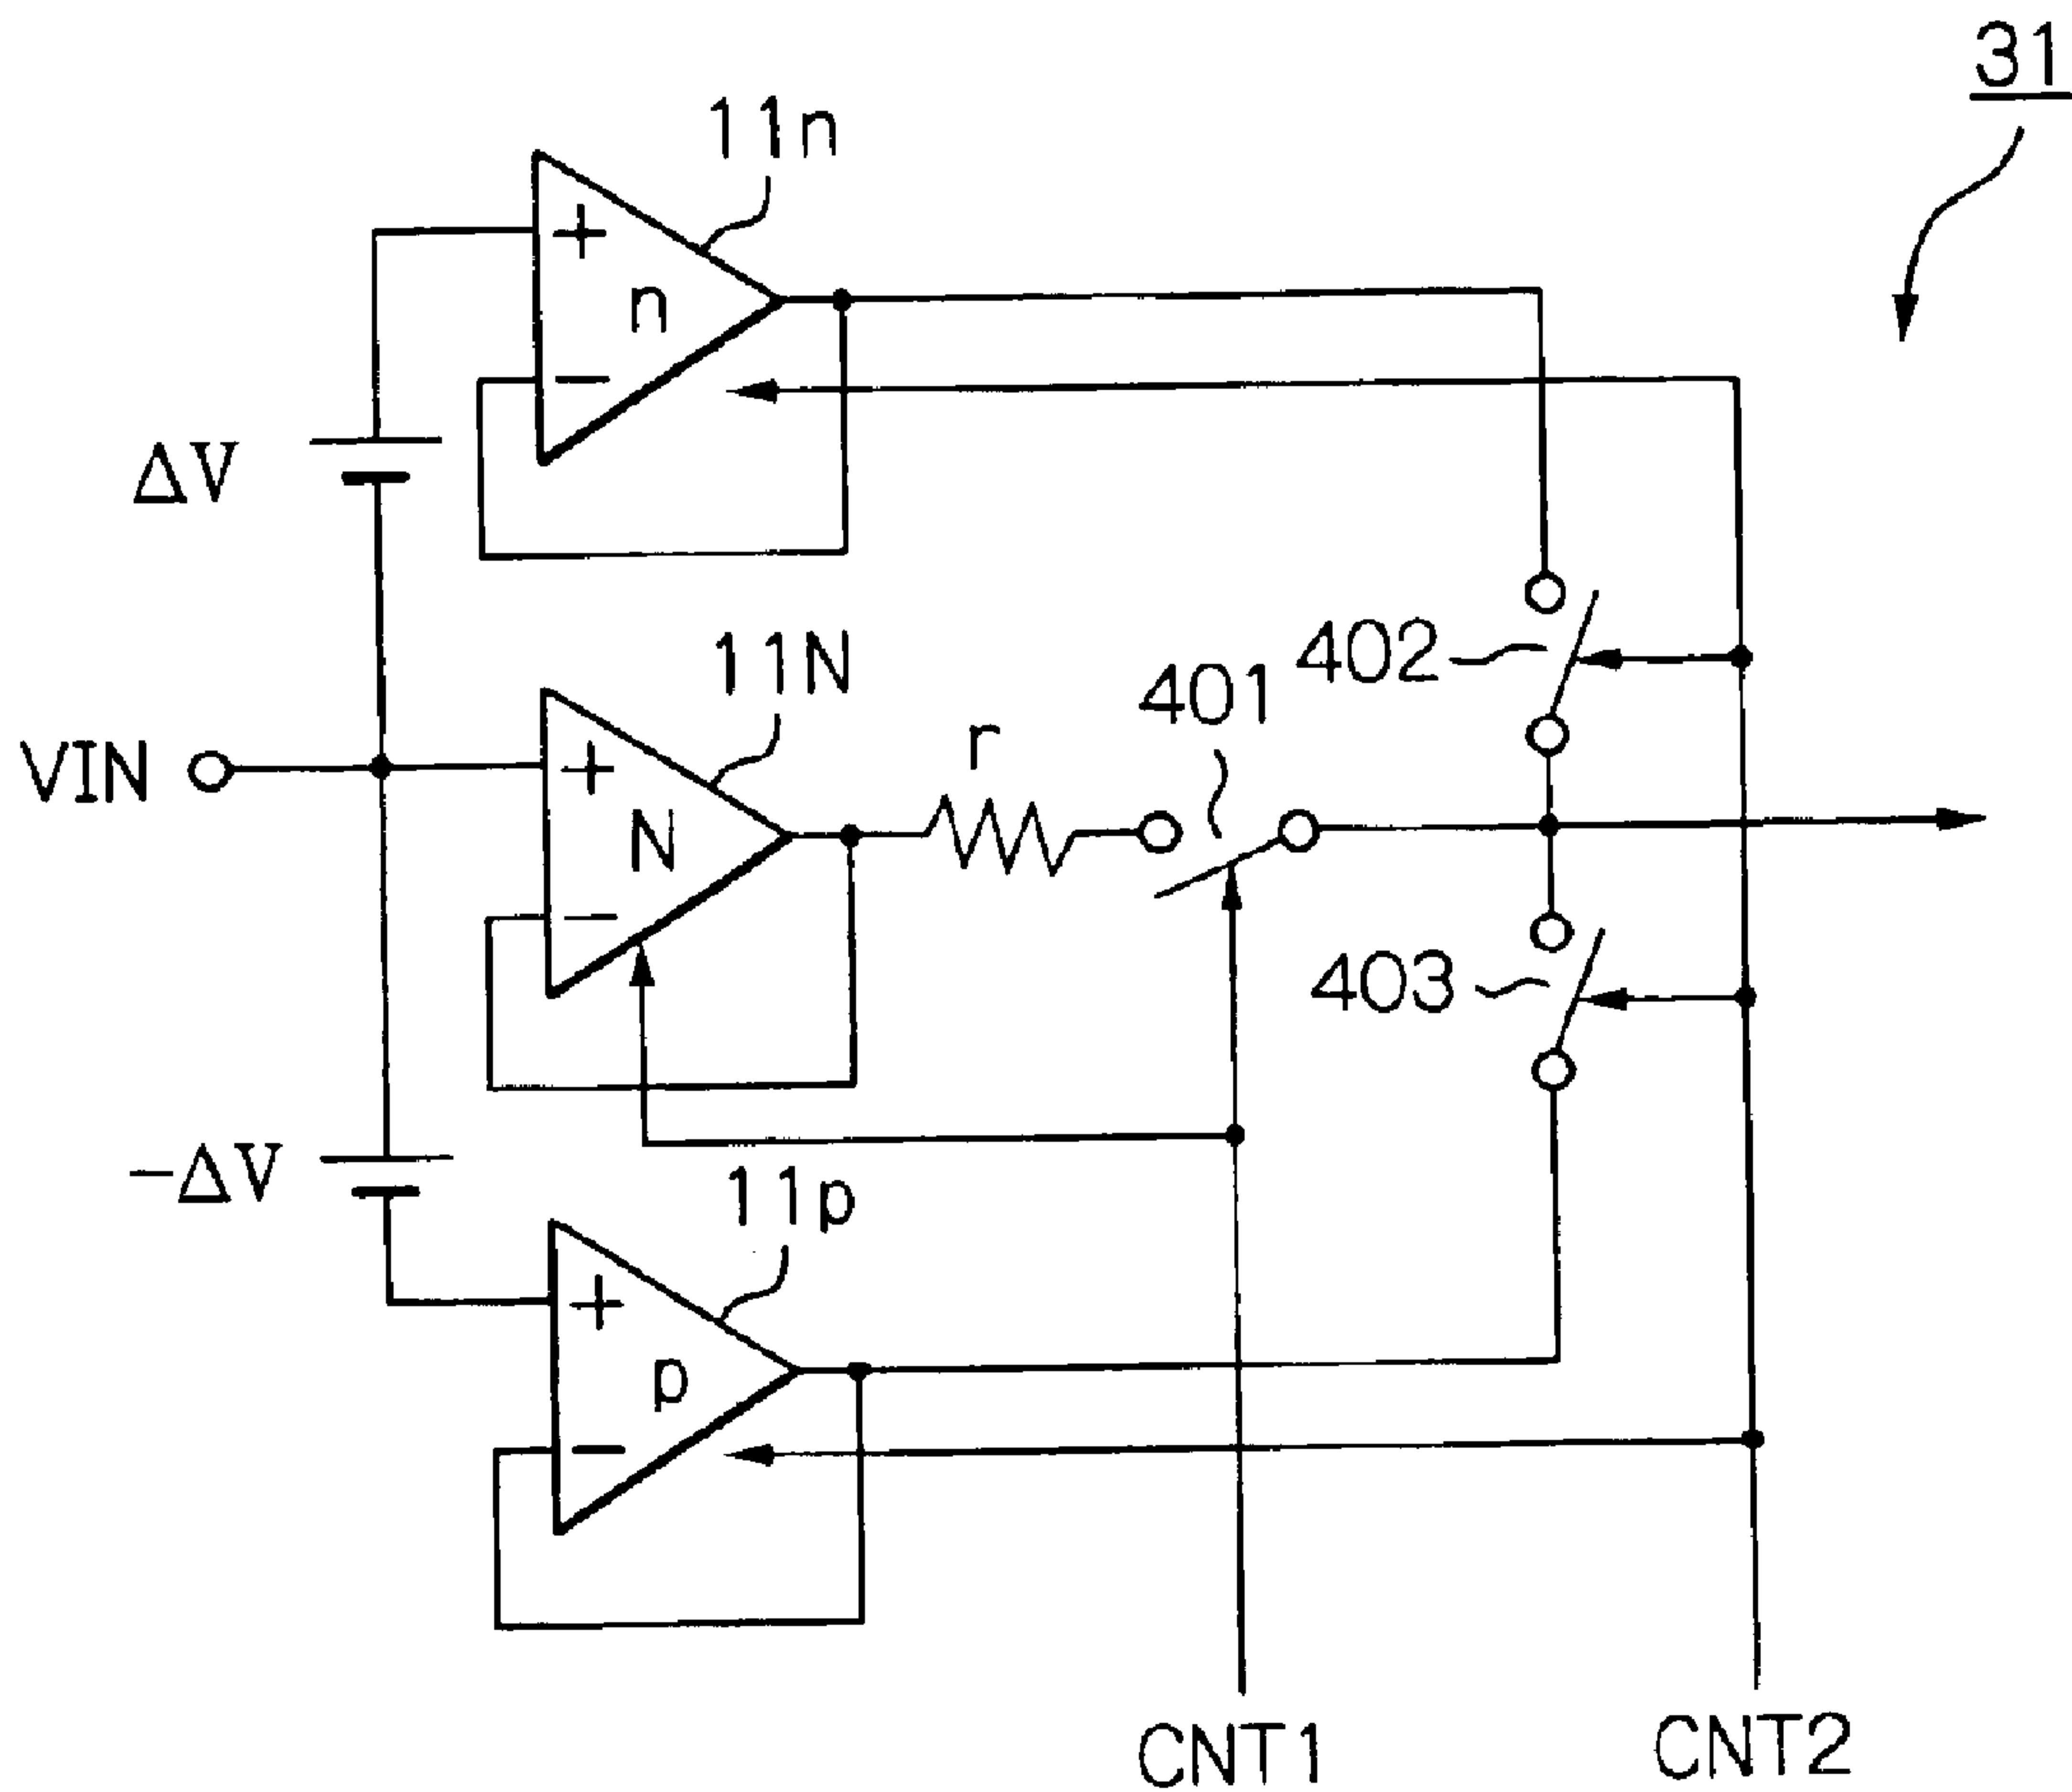 31
11n
+
n
−
ΔV
402
11N
401
r
VIN
+
N
−
403
−ΔV
11p
+
p
−
CNT1
CNT2